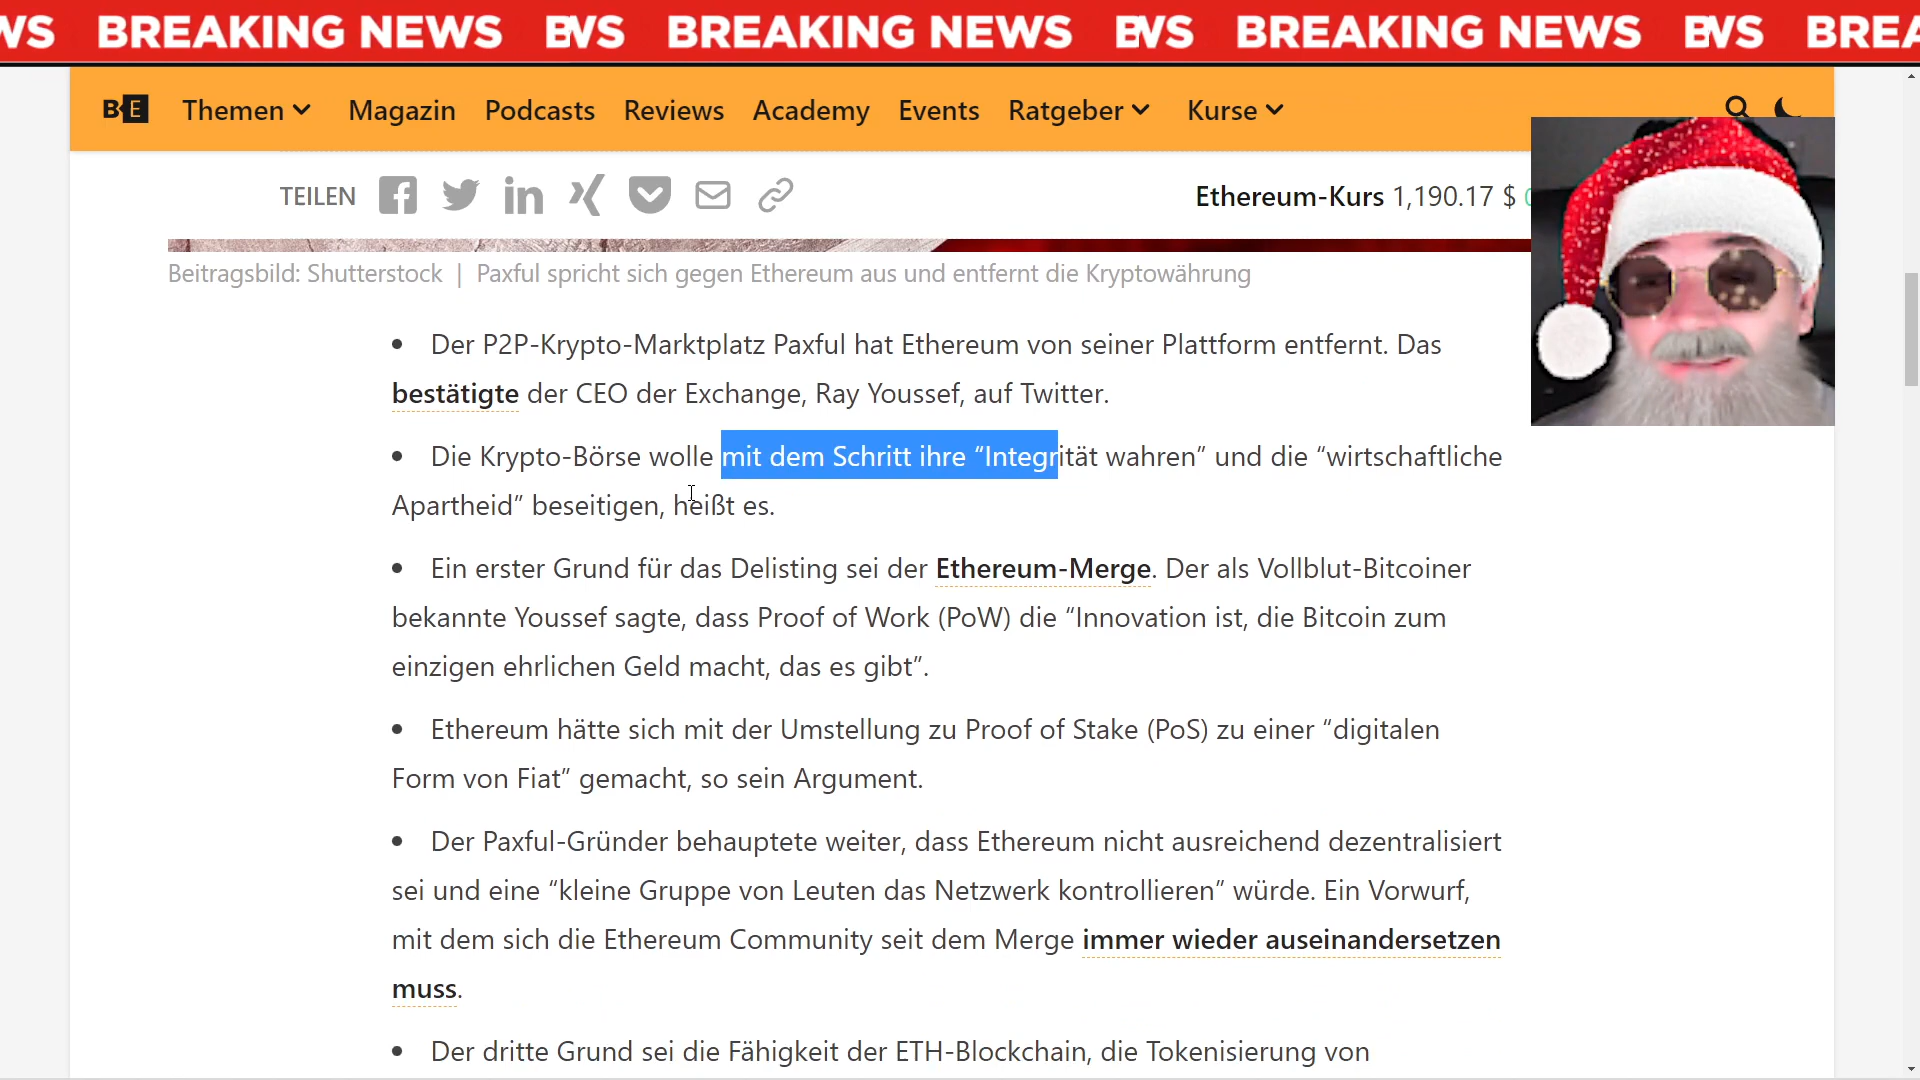 WS BREAKING NEWS BVS BREAKING NEWS BVS BREAKING NEWS BVS BREA
B E Themen Magazin Podcasts Reviews Academy Events Ratgeber Kurse
TEILEN Ethereum-Kurs 1,190.17 $
Beitragsbild: Shutterstock | Paxful spricht sich gegen Ethereum aus und entfernt die Kryptowährung
• Der P2P-Krypto-Marktplatz Paxful hat Ethereum von seiner Plattform entfernt. Das
bestätigte der CEO der Exchange, Ray Youssef, auf Twitter.
• Die Krypto-Börse wolle mit dem Schritt ihre “Integrität wahren” und die “wirtschaftliche
Apartheid” beseitigen, heißt es.
• Ein erster Grund für das Delisting sei der Ethereum-Merge. Der als Vollblut-Bitcoiner
bekannte Youssef sagte, dass Proof of Work (PoW) die “Innovation ist, die Bitcoin zum
einzigen ehrlichen Geld macht, das es gibt”.
• Ethereum hätte sich mit der Umstellung zu Proof of Stake (PoS) zu einer “digitalen
Form von Fiat” gemacht, so sein Argument.
• Der Paxful-Gründer behauptete weiter, dass Ethereum nicht ausreichend dezentralisiert
sei und eine “kleine Gruppe von Leuten das Netzwerk kontrollieren” würde. Ein Vorwurf,
mit dem sich die Ethereum Community seit dem Merge immer wieder auseinandersetzen
muss.
• Der dritte Grund sei die Fähigkeit der ETH-Blockchain, die Tokenisierung von